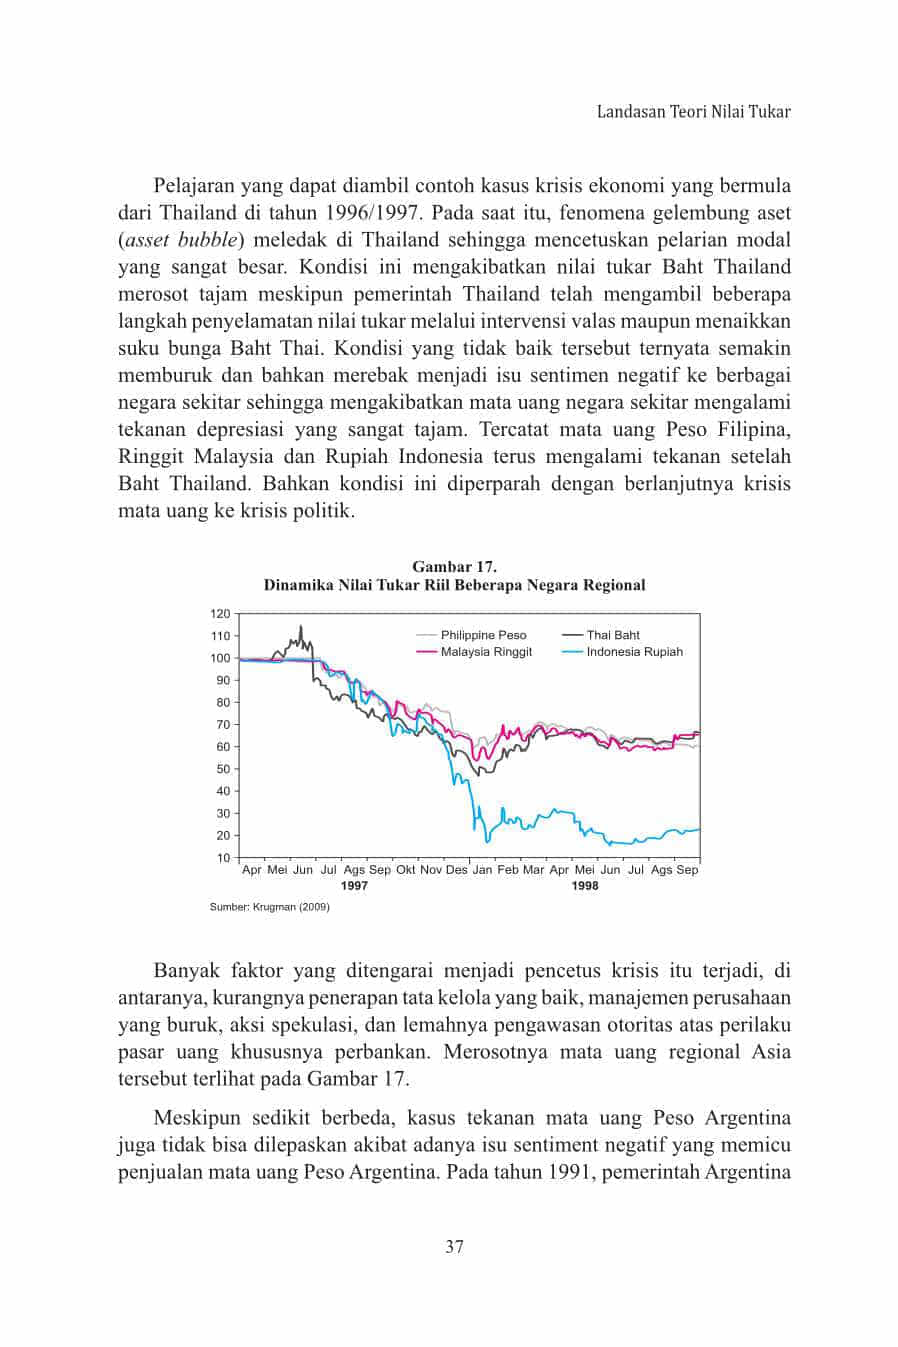 Landasan Teori Nilai Tukar
Pelajaran yang dapat diambil contoh kasus krisis ekonomi yang bermula
dari Thailand di tahun 1996/1997. Pada saat itu, fenomena gelembung aset
(asset bubble) meledak di Thailand sehingga mencetuskan pelarian modal
yang sangat besar. Kondisi ini mengakibatkan nilai tukar Baht Thailand
merosot tajam meskipun pemerintah Thailand telah mengambil beberapa
langkah penyelamatan nilai tukar melalui intervensi valas maupun menaikkan
suku bunga Baht Thai. Kondisi yang tidak baik tersebut ternyata semakin
memburuk dan bahkan merebak menjadi isu sentimen negatif ke berbagai
negara sekitar sehingga mengakibatkan mata uang negara sekitar mengalami
tekanan depresiasi yang sangat tajam. Tercatat mata uang Peso Filipina,
Ringgit Malaysia dan Rupiah Indonesia terus mengalami tekanan setelah
Baht Thailand. Bahkan kondisi ini diperparah dengan berlanjutnya krisis
mata uang ke krisis politik.
Gambar 17.
Dinamika Nilai Tukar Riil Beberapa Negara Regional
120
110
100
90
80
70
60
50
40
30
20
10
Philippine Peso Thai Baht
Malaysia Ringgit Indonesia Rupiah
Apr Mei Jun Jul Ags Sep Okt Nov Des Jan Feb Mar Apr Mei Jun Jul Ags Sep
1997 1998
Sumber: Krugman (2009)
Banyak faktor yang ditengarai menjadi pencetus krisis itu terjadi, di
antaranya, kurangnya penerapan tata kelola yang baik, manajemen perusahaan
yang buruk, aksi spekulasi, dan lemahnya pengawasan otoritas atas perilaku
pasar uang khususnya perbankan. Merosotnya mata uang regional Asia
tersebut terlihat pada Gambar 17.
Meskipun sedikit berbeda, kasus tekanan mata uang Peso Argentina
juga tidak bisa dilepaskan akibat adanya isu sentiment negatif yang memicu
penjualan mata uang Peso Argentina. Pada tahun 1991, pemerintah Argentina
37